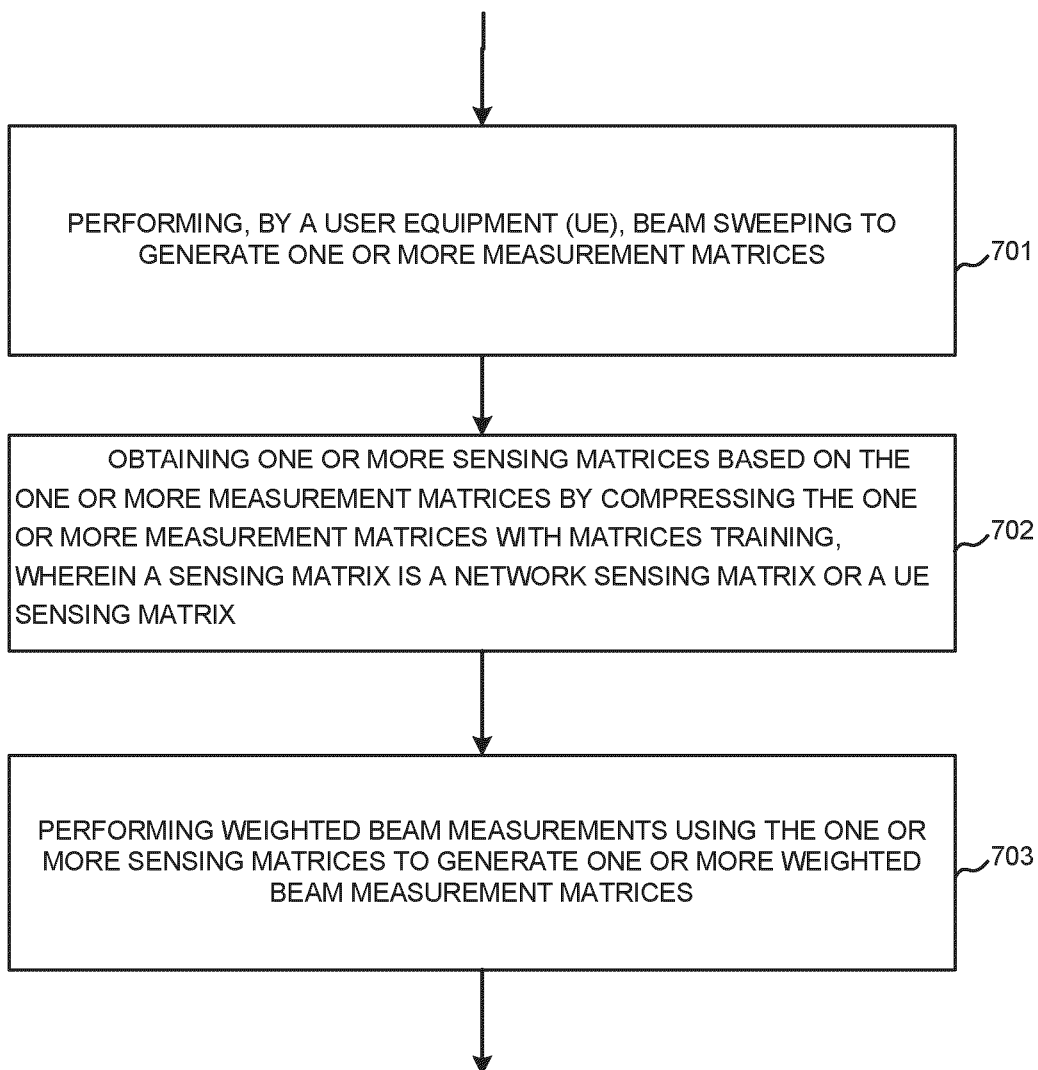 PERFORMING, BY A USER EQUIPMENT (UE), BEAM SWEEPING TO
GENERATE ONE OR MORE MEASUREMENT MATRICES
701
OBTAINING ONE OR MORE SENSING MATRICES BASED ON THE
ONE OR MORE MEASUREMENT MATRICES BY COMPRESSING THE ONE
OR MORE MEASUREMENT MATRICES WITH MATRICES TRAINING,
WHEREIN A SENSING MATRIX IS A NETWORK SENSING MATRIX OR A UE
SENSING MATRIX
702
PERFORMING WEIGHTED BEAM MEASUREMENTS USING THE ONE OR
MORE SENSING MATRICES TO GENERATE ONE OR MORE WEIGHTED
BEAM MEASUREMENT MATRICES
703